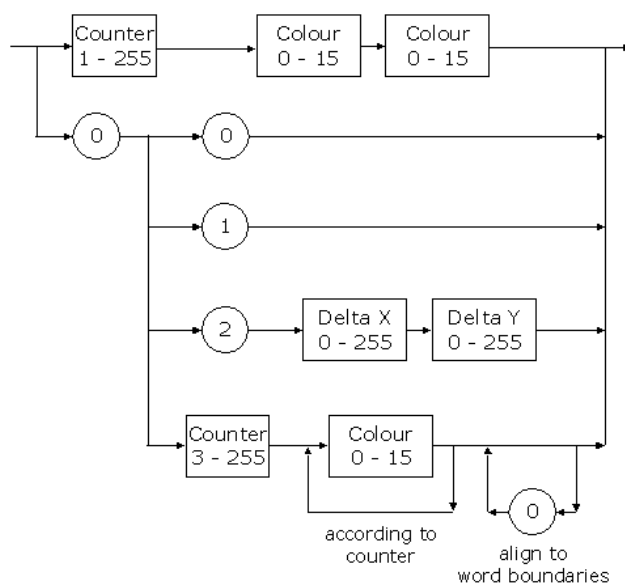 Counter
1 - 255
Colour
0 - 15
Colour
0 - 15
0
0
1
2
Delta X
0 - 255
Delta Y
0 - 255
Counter
3 - 255
Colour
0 - 15
0
according to
counter
align to
word boundaries